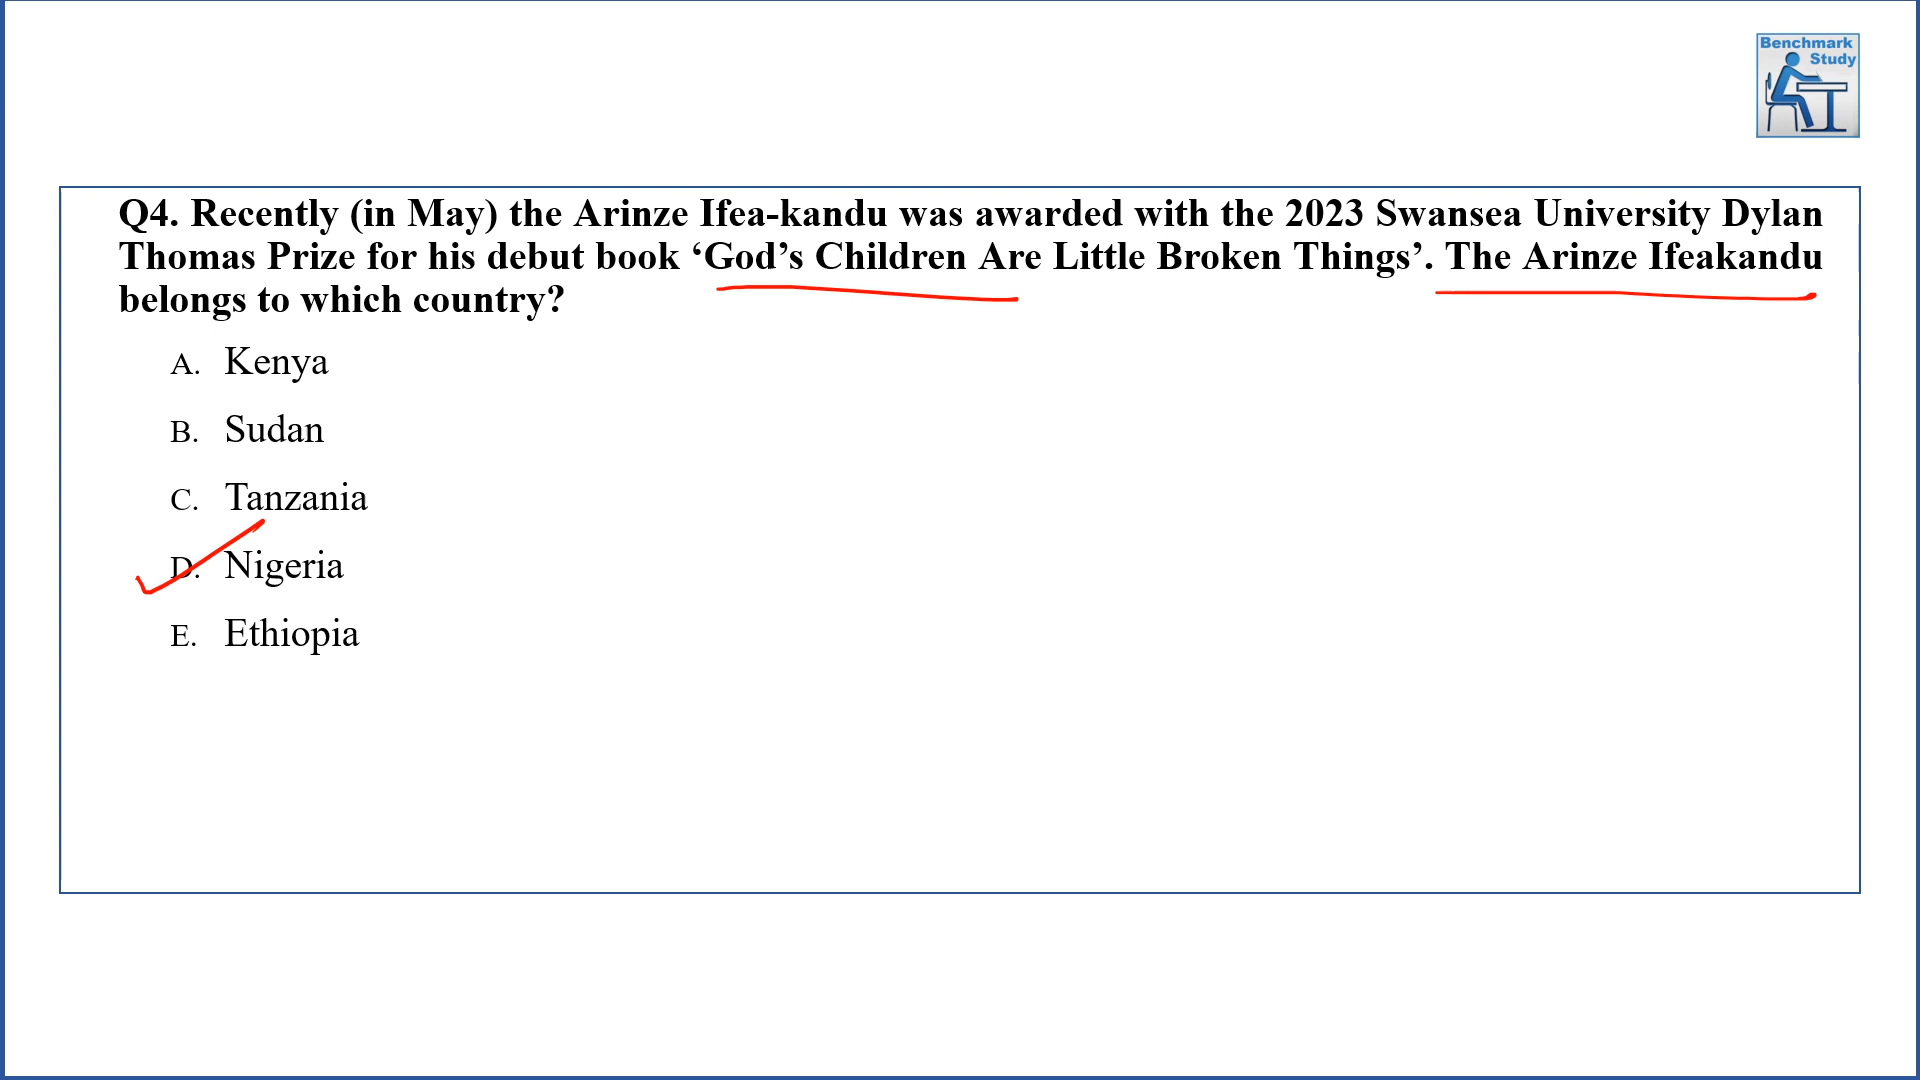 Benchmark
Study
Q4. Recently (in May) the Arinze Ifea-kandu was awarded with the 2023 Swansea University Dylan
Thomas Prize for his debut book ‘God’s Children Are Little Broken Things’. The Arinze Ifeakandu
belongs to which country?
A. Kenya
B. Sudan
C. Tanzania
D. Nigeria
E. Ethiopia